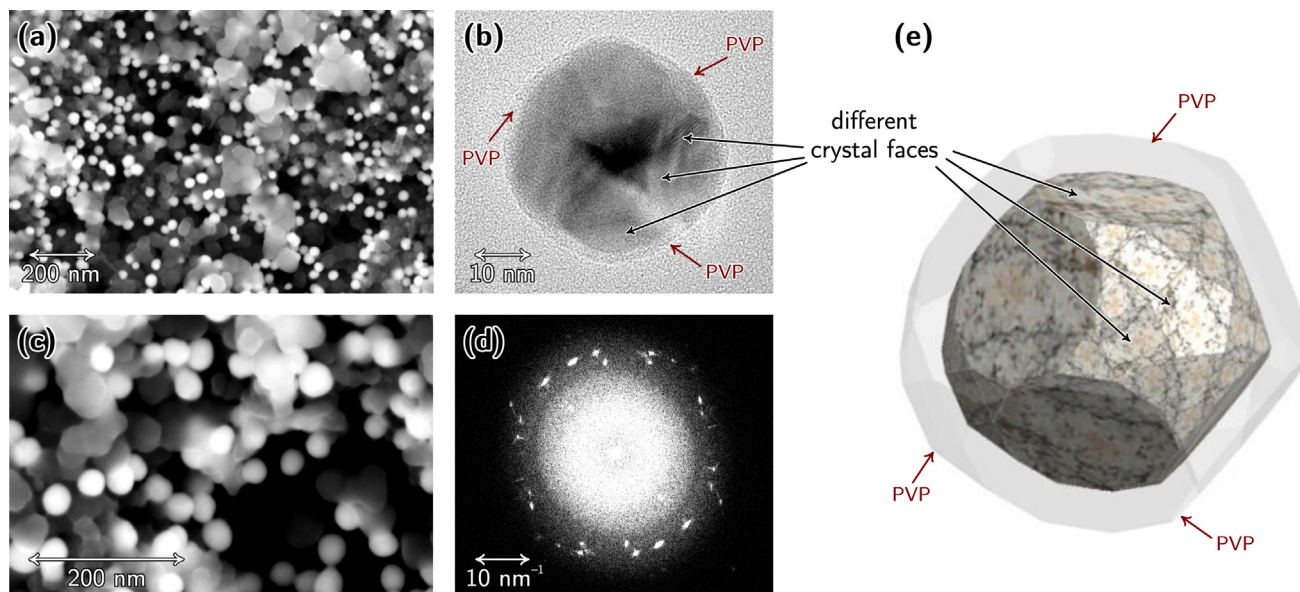 (a)
200 nm
(b)
PVP
PVP
PVP
10 nm
different
crystal faces
(e)
PVP
PVP
PVP
(c)
200 nm
(d)
10 nm⁻¹